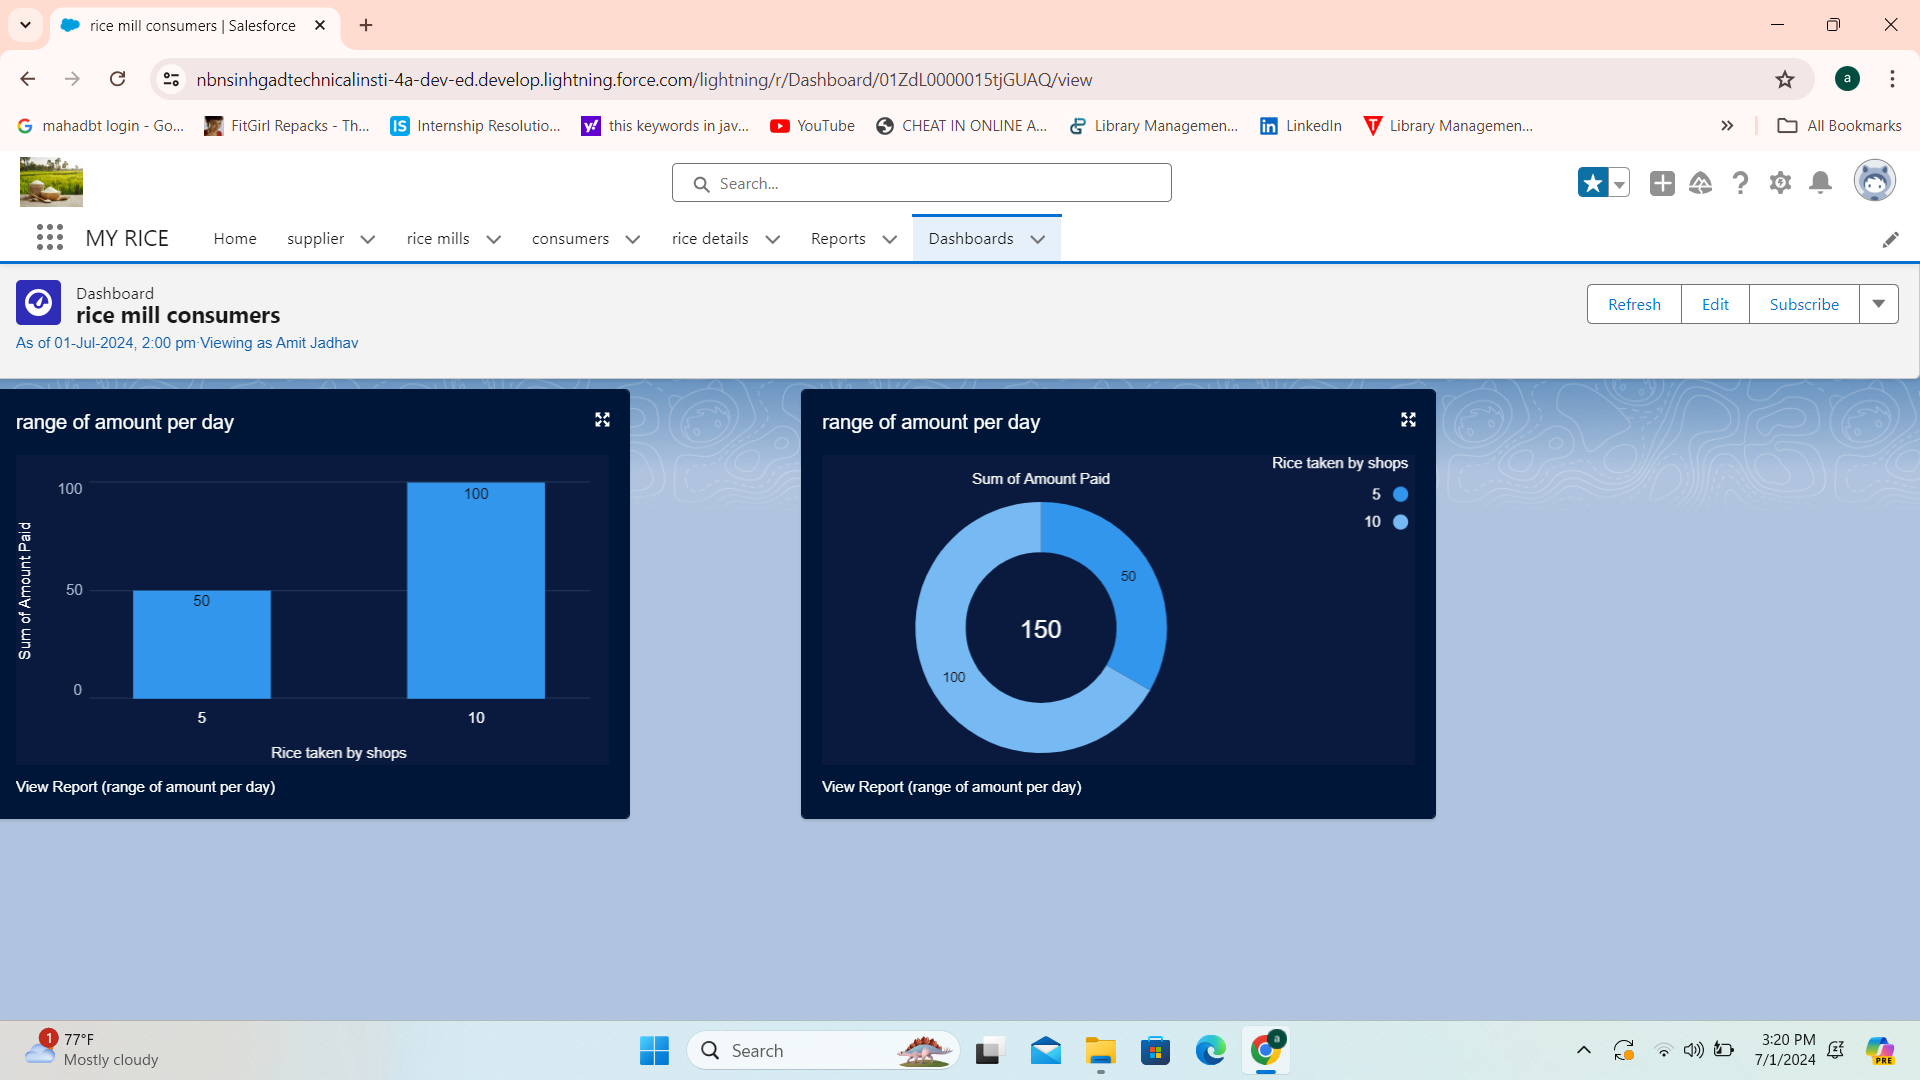 rice mill consumers | Salesforce
nbnsinhgadtechnicalinsti-4a-dev-ed.develop.lightning.force.com/lightning/r/Dashboard/01ZdL0000015tjGUAQ/view
a
mahadbt login - Go...
FitGirl Repacks - Th...
IS Internship Resolutio...
y! this keywords in jav...
YouTube
CHEAT IN ONLINE A...
Library Managemen...
in LinkedIn
Library Managemen...
All Bookmarks
Search...
MY RICE
Home
supplier
rice mills
consumers
rice details
Reports
Dashboards
Dashboard
rice mill consumers
As of 01-Jul-2024, 2:00 pm·Viewing as Amit Jadhav
Refresh
Edit
Subscribe
range of amount per day
Sum of Amount Paid
100
50
0
50
100
5
10
Rice taken by shops
View Report (range of amount per day)
range of amount per day
Rice taken by shops
5
10
Sum of Amount Paid
50
150
100
View Report (range of amount per day)
1
77°F
Mostly cloudy
Search
a
3:20 PM
7/1/2024
PRE